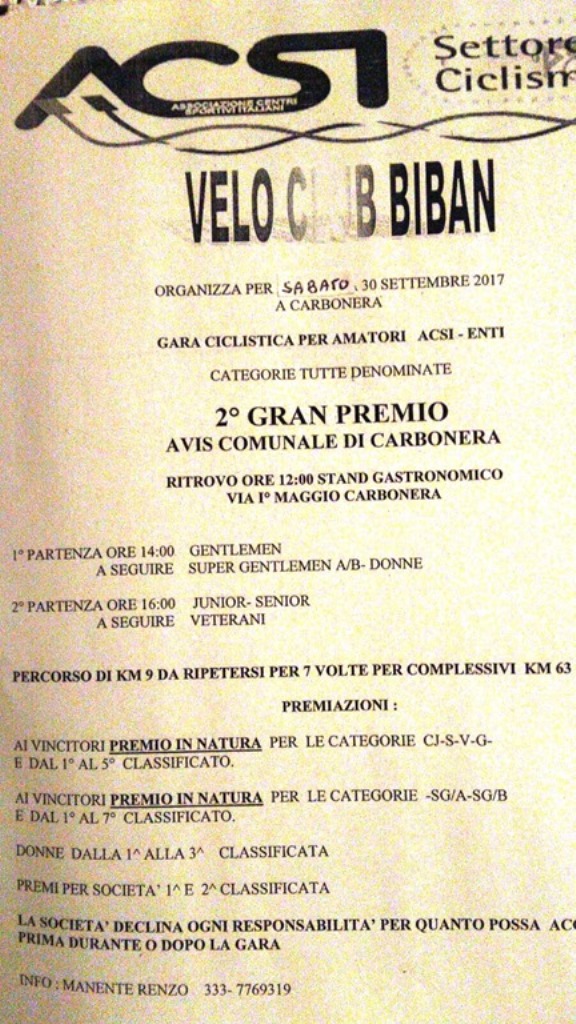 ACSI
ASSOCIAZIONE CENTRI
SPORTIVI ITALIANI
Settore
Ciclism
VELO C B BIBAN
ORGANIZZA PER SABATO, 30 SETTEMBRE 2017
A CARBONERA
GARA CICLISTICA PER AMATORI ACSI - ENTI
CATEGORIE TUTTE DENOMINATE
2° GRAN PREMIO
AVIS COMUNALE DI CARBONERA
RITROVO ORE 12:00 STAND GASTRONOMICO
VIA I° MAGGIO CARBONERA
1° PARTENZA ORE 14:00 GENTLEMEN
A SEGUIRE SUPER GENTLEMEN A/B- DONNE
2° PARTENZA ORE 16:00 JUNIOR- SENIOR
A SEGUIRE VETERANI
PERCORSO DI KM 9 DA RIPETERSI PER 7 VOLTE PER COMPLESSIVI KM 63
PREMIAZIONI :
AI VINCITORI PREMIO IN NATURA PER LE CATEGORIE CJ-S-V-G-
E DAL 1° AL 5° CLASSIFICATO.
AI VINCITORI PREMIO IN NATURA PER LE CATEGORIE -SG/A-SG/B
E DAL 1° AL 7° CLASSIFICATO.
DONNE DALLA 1^ ALLA 3^ CLASSIFICATA
PREMI PER SOCIETA' 1^ E 2^ CLASSIFICATA
LA SOCIETA' DECLINA OGNI RESPONSABILITA' PER QUANTO POSSA AC
PRIMA DURANTE O DOPO LA GARA
INFO : MANENTE RENZO 333- 7769319